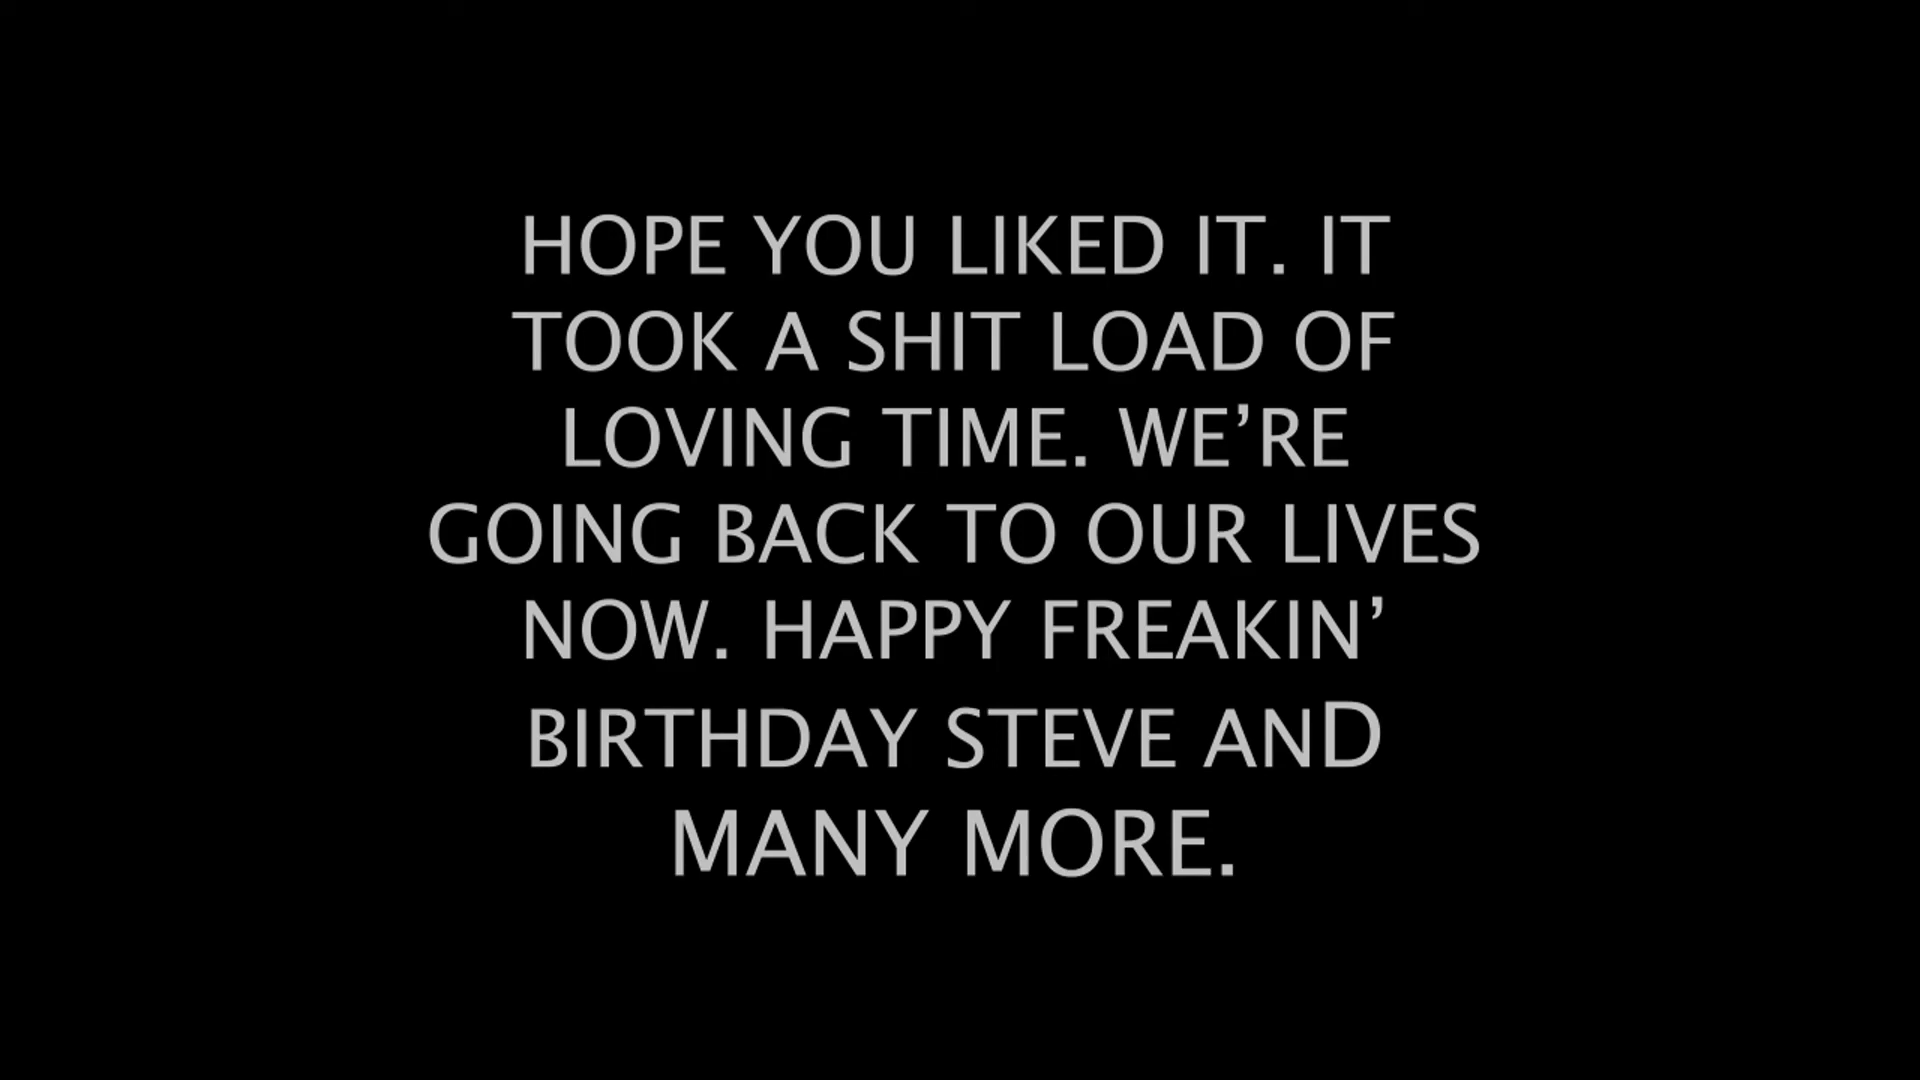 HOPE YOU LIKED IT. IT
TOOK A SHIT LOAD OF
LOVING TIME. WE’RE
GOING BACK TO OUR LIVES
NOW. HAPPY FREAKIN’
BIRTHDAY STEVE AND
MANY MORE.